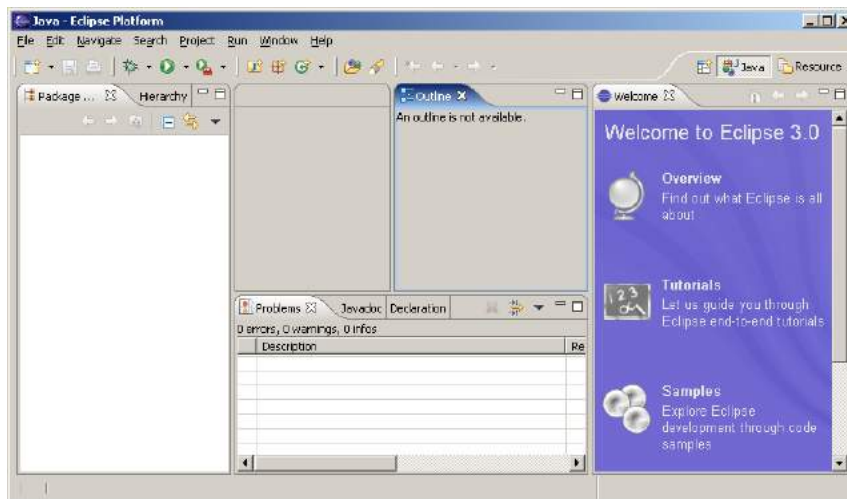 Java - Eclipse Platform
File Edit Navigate Search Project Run Window Help
Java Resource
Package ... Hierarchy
Outline
An outline is not available.
Welcome
Welcome to Eclipse 3.0
Overview
Find out what Eclipse is all
about
Tutorials
Let us guide you through
Eclipse end-to-end tutorials
Samples
Explore Eclipse
development through code
samples
Problems Javadoc Declaration
0 errors, 0 warnings, 0 infos
Description Re